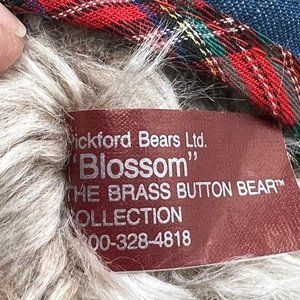 ickford Bears Ltd.
"Blossom"
THE BRASS BUTTON BEAR™
OLLECTION
00-328-4818